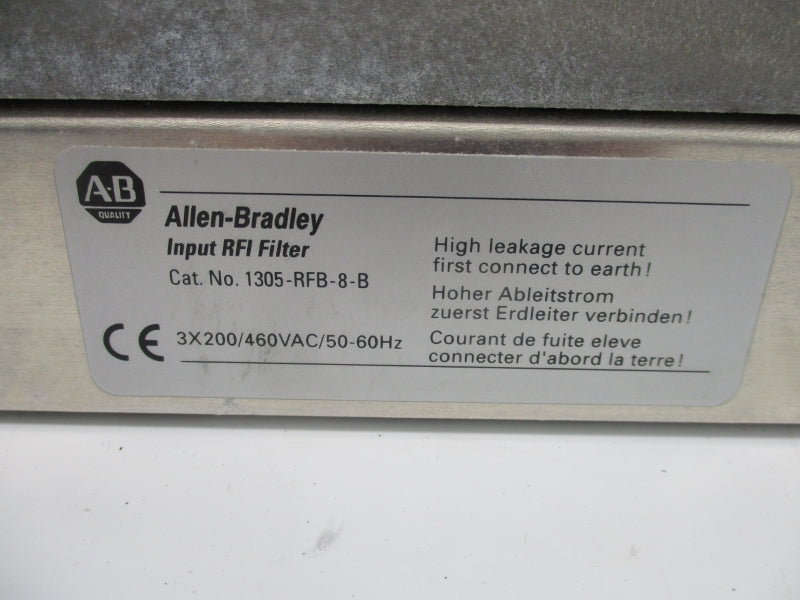 A-B
QUALITY
Allen-Bradley
Input RFI Filter
Cat. No. 1305-RFB-8-B
CE 3X200/460VAC/50-60Hz
High leakage current
first connect to earth!
Hoher Ableitstrom
zuerst Erdleiter verbinden!
Courant de fuite eleve
connecter d'abord la terre!